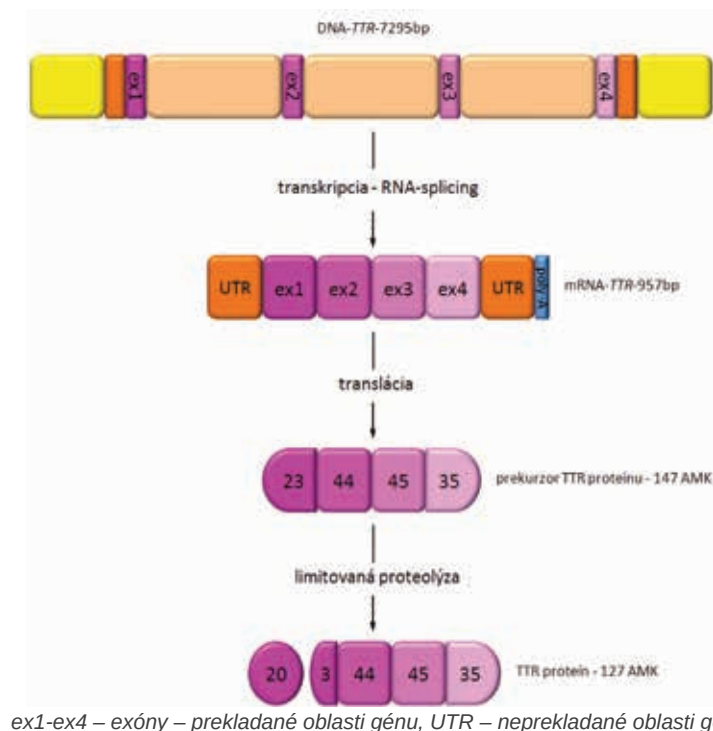 DNA-TTR-7295bp
ex1 ex2 ex3 ex4
transkripcia - RNA-splicing
UTR ex1 ex2 ex3 ex4 UTR poly-A mRNA-TTR-957bp
translácia
23 44 45 35 prekurzor TTR proteínu - 147 AMK
limitovaná proteolýza
20 3 44 45 35 TTR proteín - 127 AMK
ex1-ex4 – exóny – prekladané oblasti génu, UTR – neprekladané oblasti g